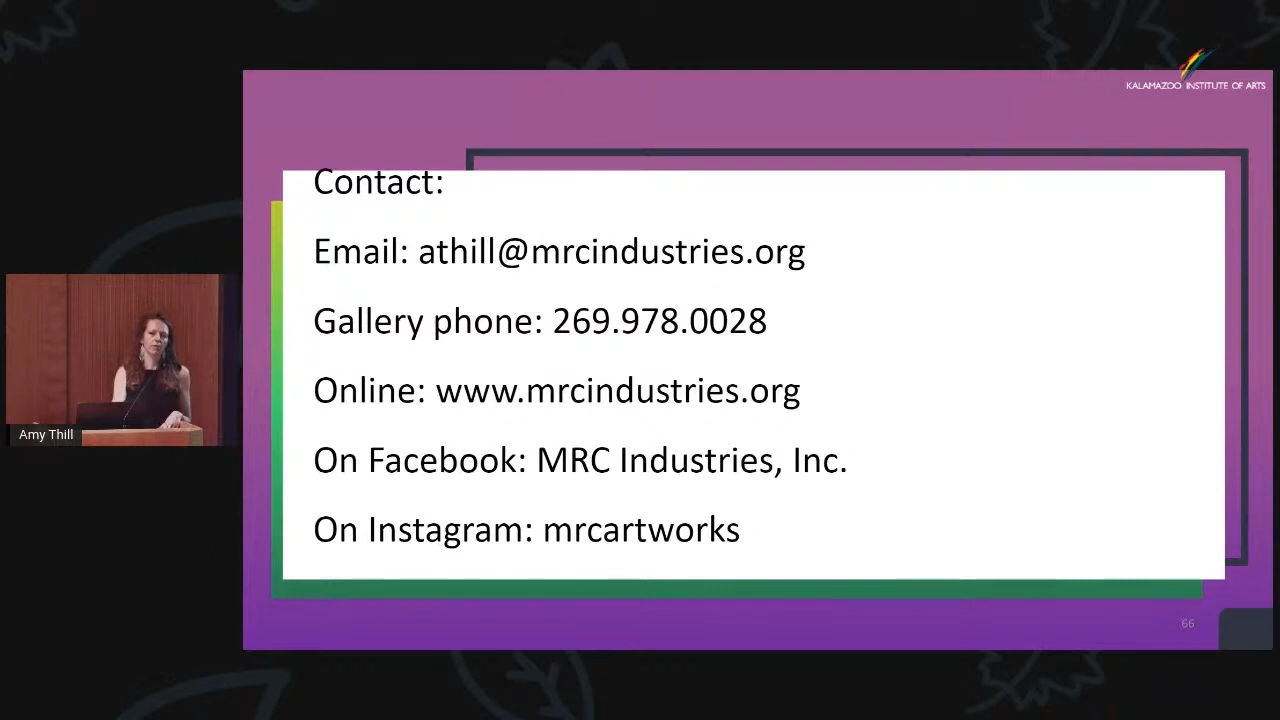 KALAMAZOO INSTITUTE OF ARTS
Contact:
Email: athill@mrcindustries.org
Gallery phone: 269.978.0028
Online: www.mrcindustries.org
On Facebook: MRC Industries, Inc.
On Instagram: mrcartworks
Amy Thill
66